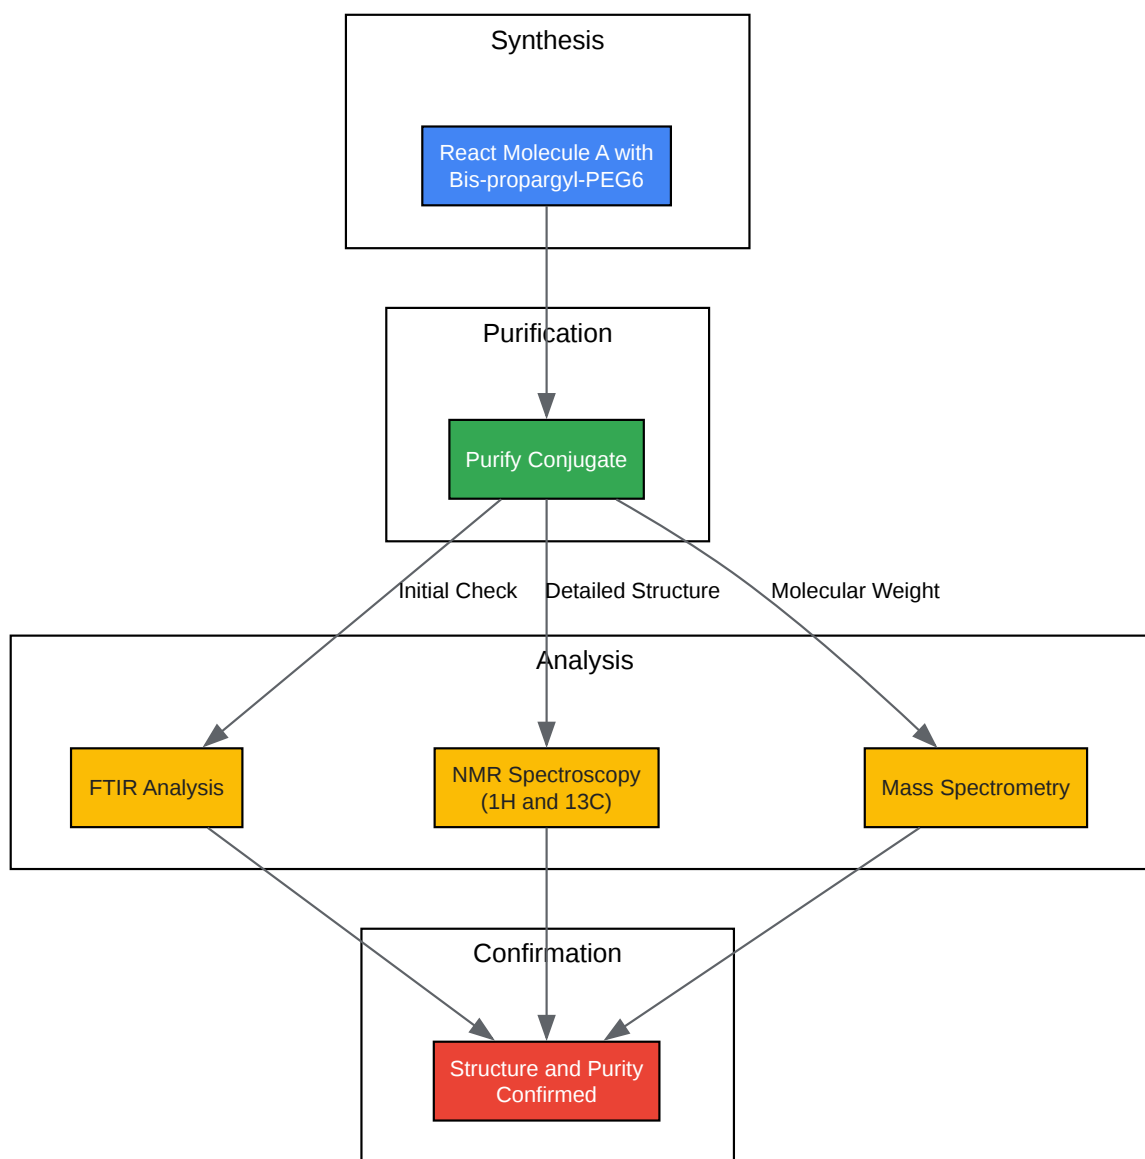 Synthesis
React Molecule A with
Bis-propargyl-PEG6
Purification
Purify Conjugate
Initial Check
Detailed Structure
Molecular Weight
Analysis
FTIR Analysis
NMR Spectroscopy
(1H and 13C)
Mass Spectrometry
Confirmation
Structure and Purity
Confirmed